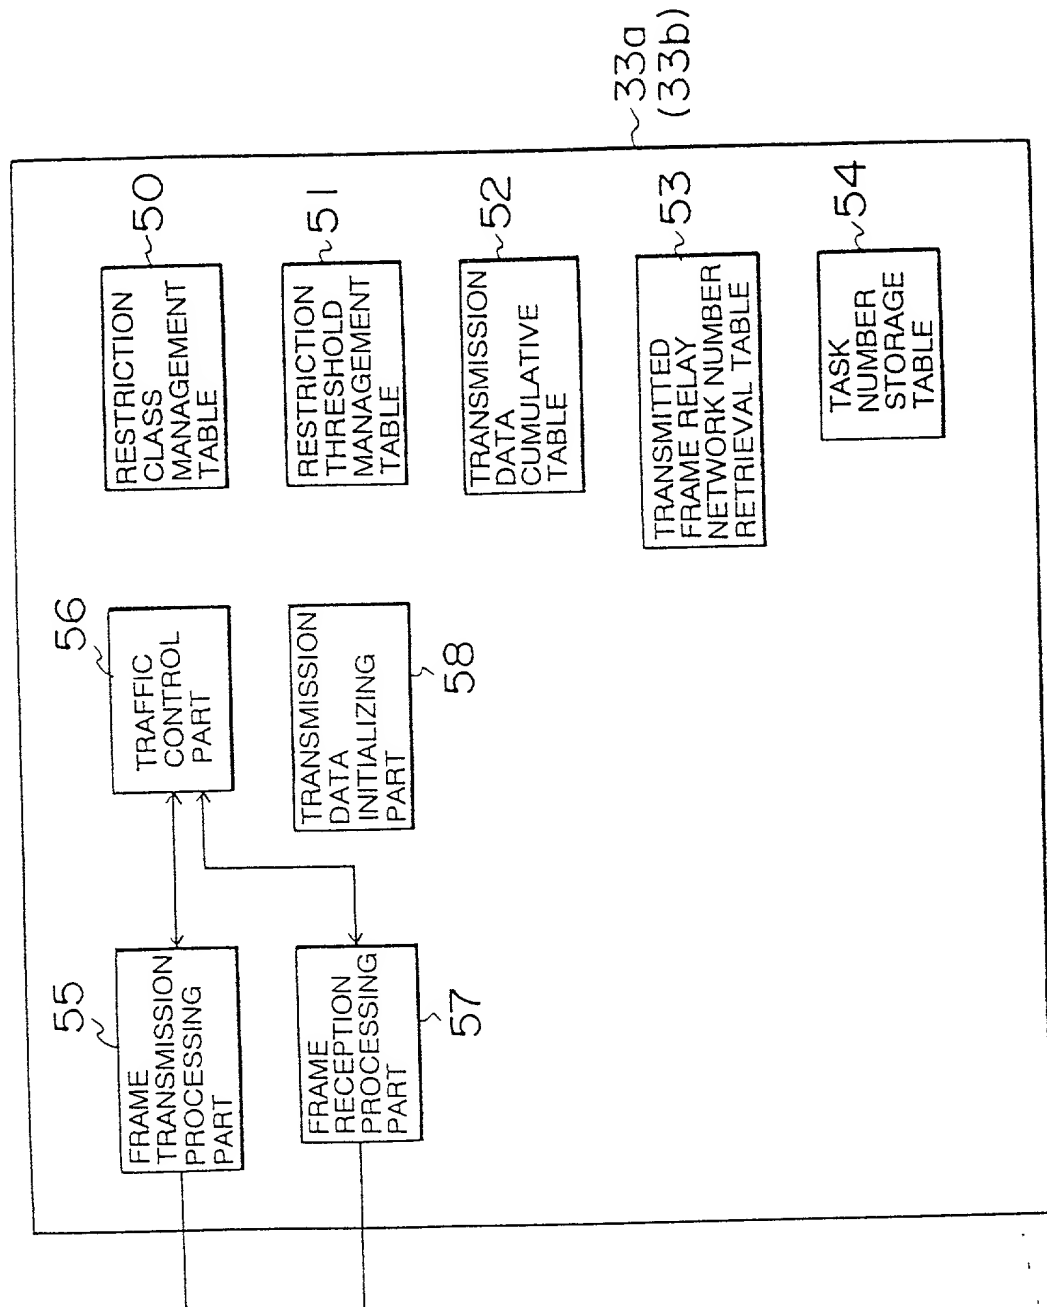 55
FRAME
TRANSMISSION
PROCESSING
PART
56
TRAFFIC
CONTROL
PART
RESTRICTION
CLASS
MANAGEMENT
TABLE
50
FRAME
RECEPTION
PROCESSING
PART
57
TRANSMISSION
DATA
INITIALIZING
PART
58
RESTRICTION
THRESHOLD
MANAGEMENT
TABLE
51
TRANSMISSION
DATA
CUMULATIVE
TABLE
52
TRANSMITTED
FRAME RELAY
NETWORK NUMBER
RETRIEVAL TABLE
53
TASK
NUMBER
STORAGE
TABLE
54
33a
(33b)